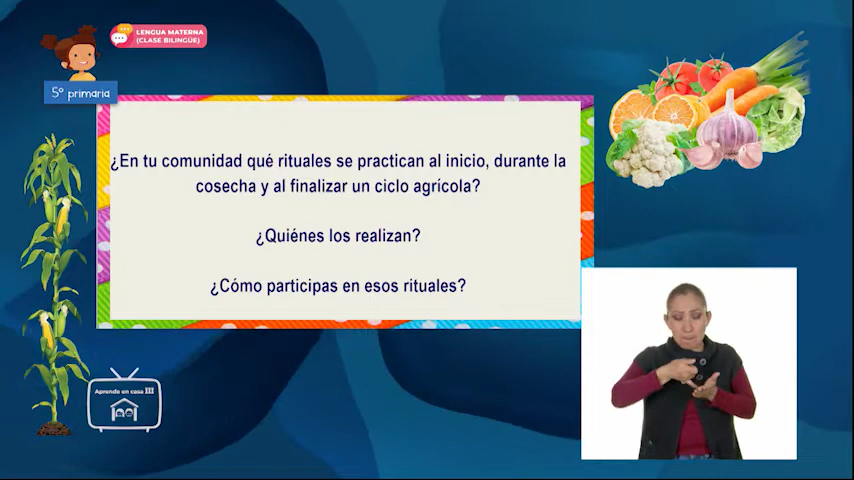 LENGUA MATERNA
(CLASE BILINGÜE)
5° primaria
¿En tu comunidad qué rituales se practican al inicio, durante la
cosecha y al finalizar un ciclo agrícola?
¿Quiénes los realizan?
¿Cómo participas en esos rituales?
Aprende en casa III